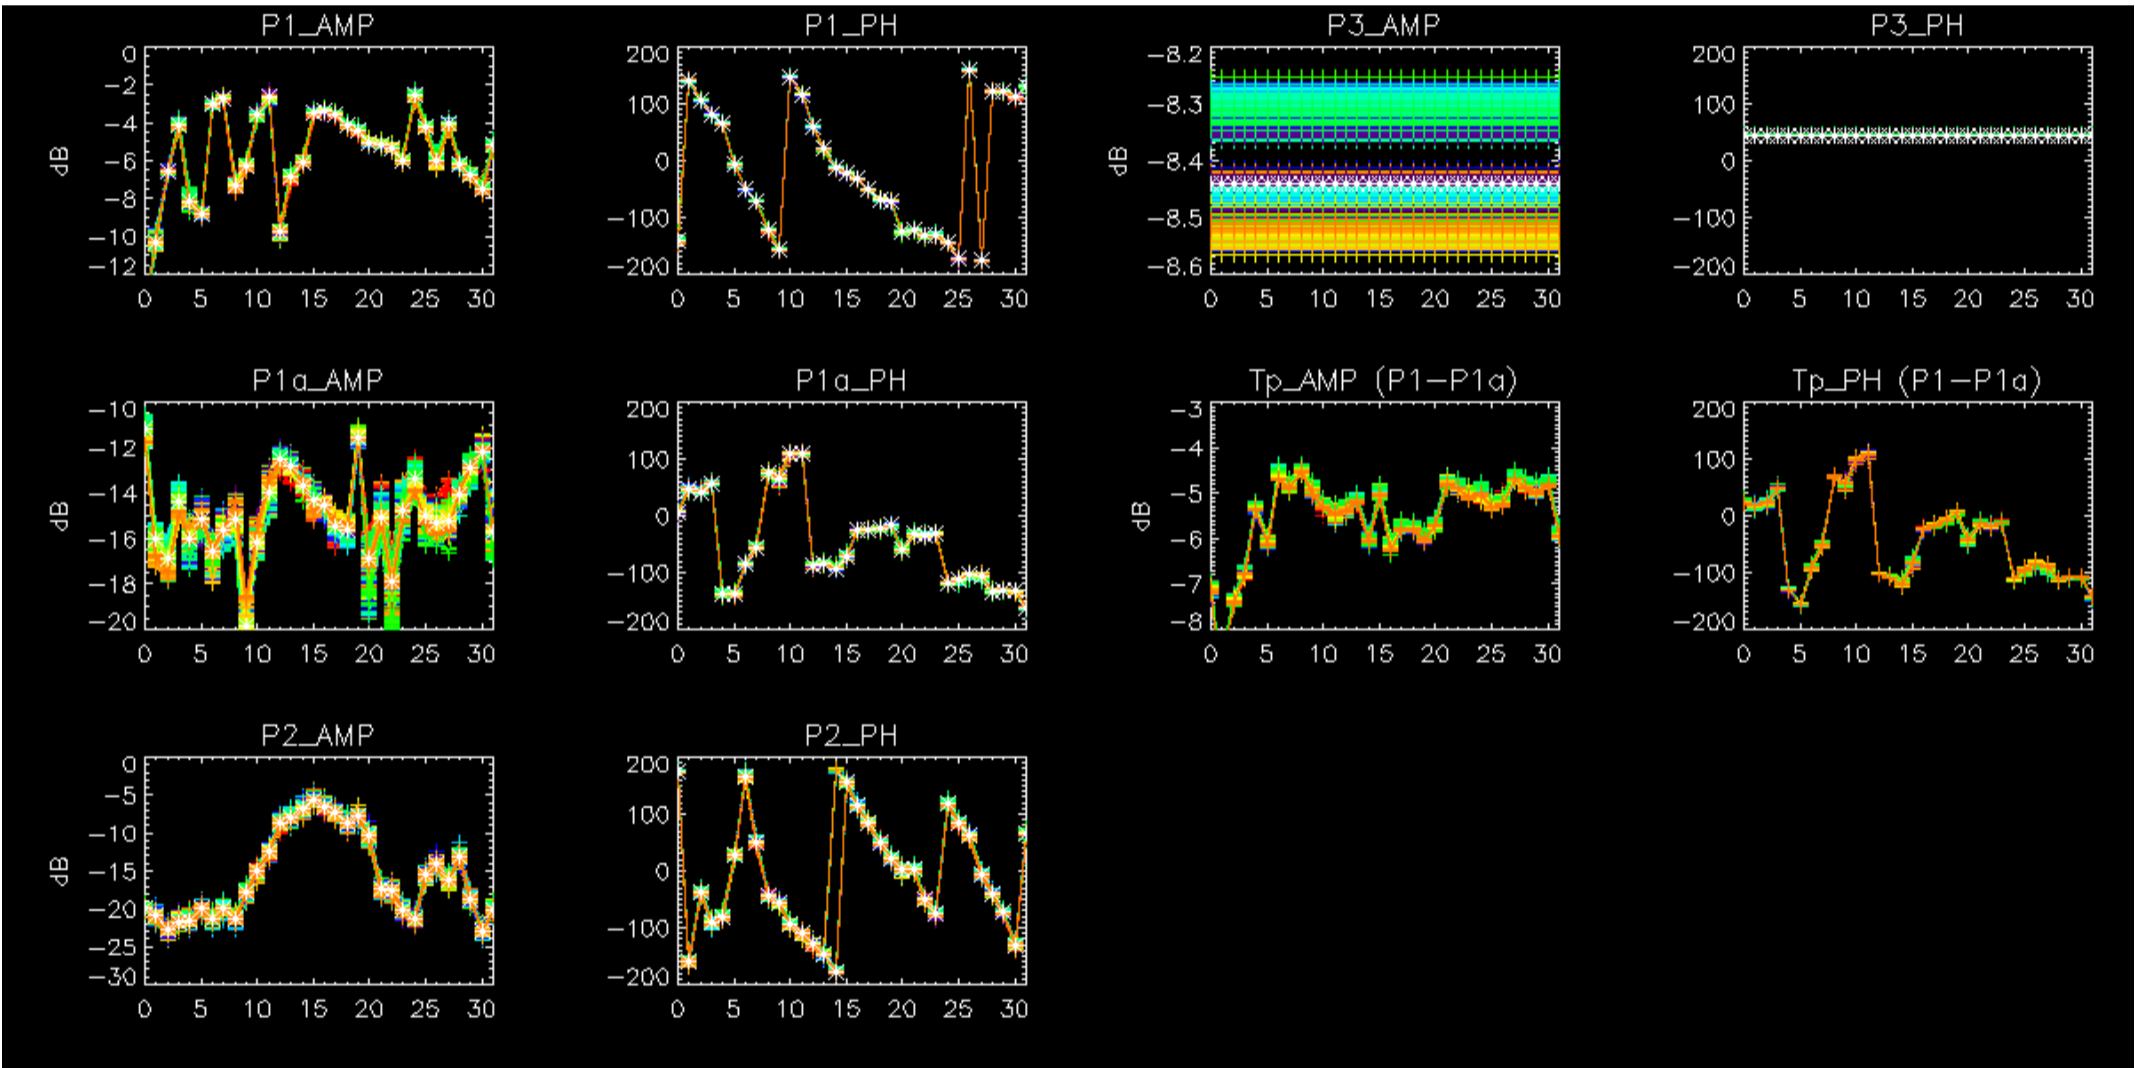 P1_AMP
P1_PH
P3_AMP
P3_PH
0
−2
−4
−6
−8
−10
−12
dB
0 5 10 15 20 25 30
200
100
0
−100
−200
0 5 10 15 20 25 30
−8.2
−8.3
−8.4
−8.5
−8.6
dB
0 5 10 15 20 25 30
200
100
0
−100
−200
0 5 10 15 20 25 30
P1a_AMP
P1a_PH
Tp_AMP (P1−P1a)
Tp_PH (P1−P1a)
−10
−12
−14
−16
−18
−20
dB
0 5 10 15 20 25 30
200
100
0
−100
−200
0 5 10 15 20 25 30
−3
−4
−5
−6
−7
−8
dB
0 5 10 15 20 25 30
200
100
0
−100
−200
0 5 10 15 20 25 30
P2_AMP
P2_PH
0
−5
−10
−15
−20
−25
−30
dB
0 5 10 15 20 25 30
200
100
0
−100
−200
0 5 10 15 20 25 30